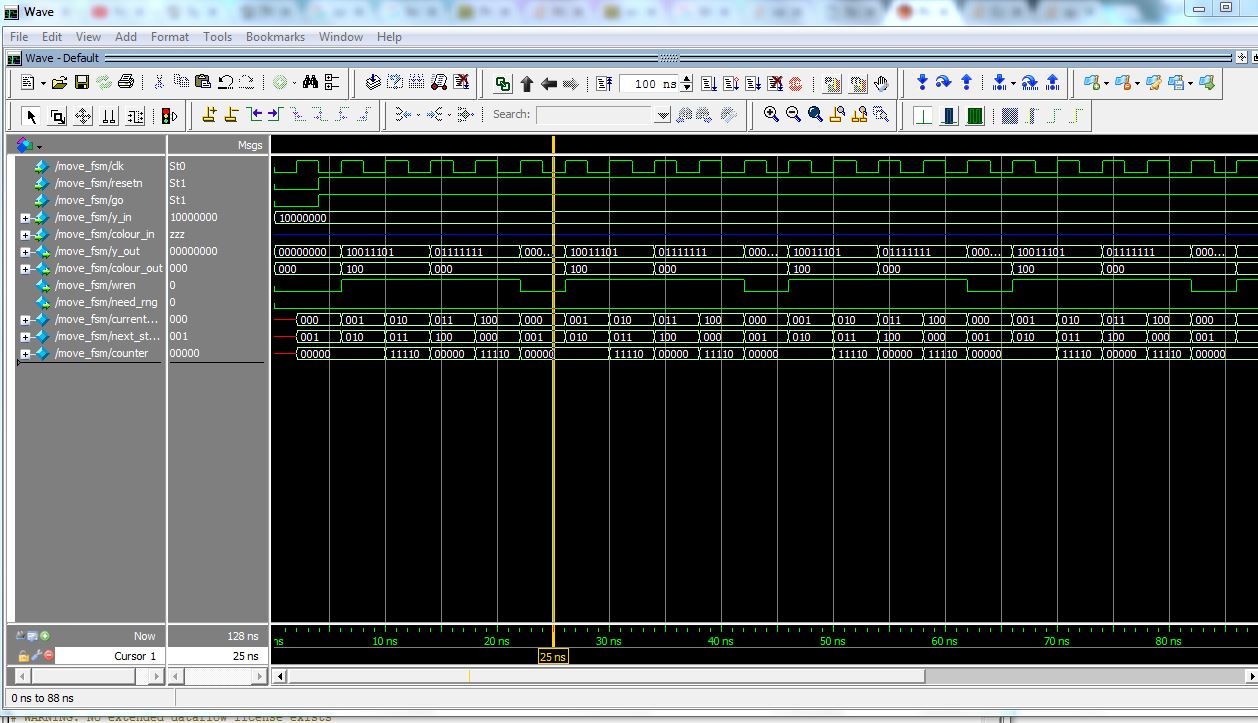 Wave
File Edit View Add Format Tools Bookmarks Window Help
Wave - Default
100 ns
Search:
Msgs
/move_fsm/clk St0
/move_fsm/resetn St1
/move_fsm/go St1
/move_fsm/y_in 10000000 10000000
/move_fsm/colour_in zzz
/move_fsm/y_out 00000000 00000000 10011101 01111111 000... 10011101 01111111 000... 10011101 01111111 000... 10011101 01111111 000...
/move_fsm/colour_out 000 000 100 000 100 000 100 000 100 000
/move_fsm/wren 0
/move_fsm/need_rng 0
/move_fsm/current... 000 000 001 010 011 100 000 001 010 011 100 000 001 010 011 100 000 001 010 011 100 000
/move_fsm/next_st... 001 001 010 011 100 000 001 010 011 100 000 001 010 011 100 000 001 010 011 100 000 001
/move_fsm/counter 00000 00000 11110 00000 11110 00000 11110 00000 11110 00000 11110 00000 11110 00000 11110 00000 11110 00000
Now 128 ns ns 10 ns 20 ns 30 ns 40 ns 50 ns 60 ns 70 ns 80 ns
Cursor 1 25 ns 25 ns
0 ns to 88 ns
# WARNING: No extended dataflow license exists